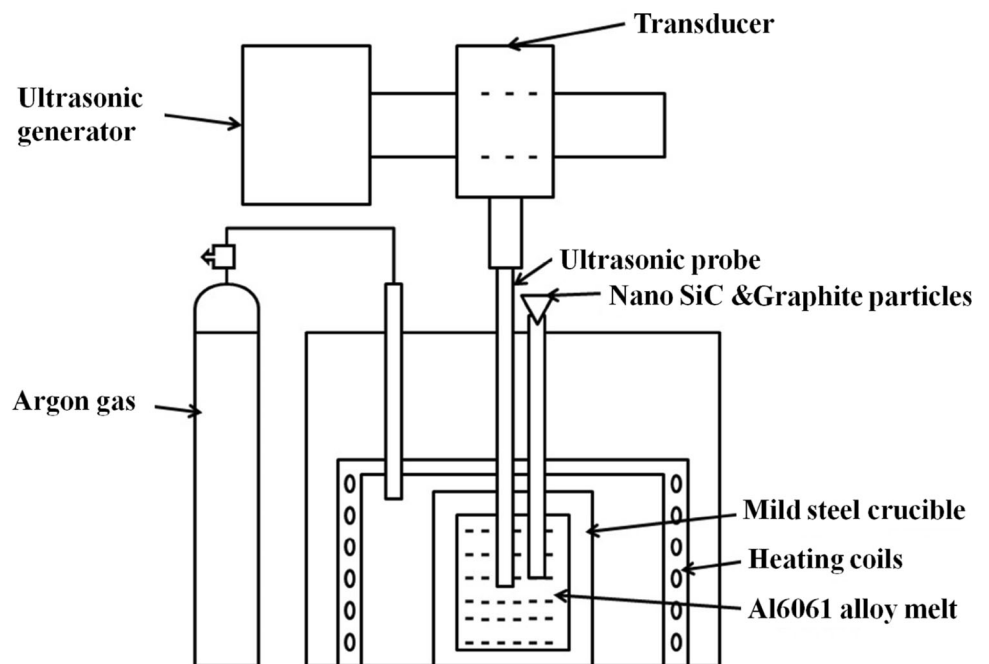 Transducer
Ultrasonic
generator
Ultrasonic probe
Nano SiC &Graphite particles
Argon gas
Mild steel crucible
Heating coils
Al6061 alloy melt